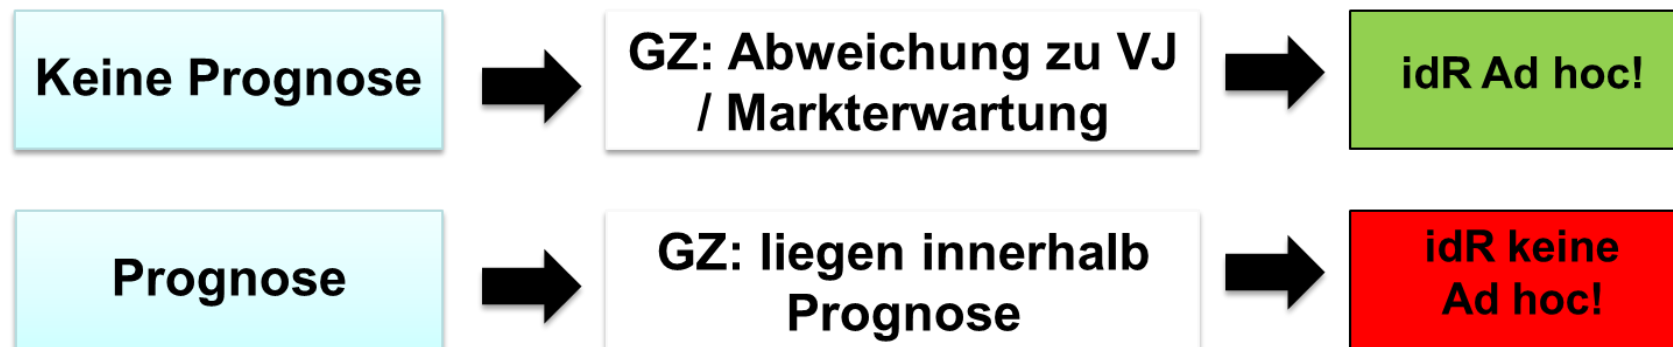 Keine Prognose
GZ: Abweichung zu VJ
/ Markterwartung
idR Ad hoc!
Prognose
GZ: liegen innerhalb
Prognose
idR keine
Ad hoc!